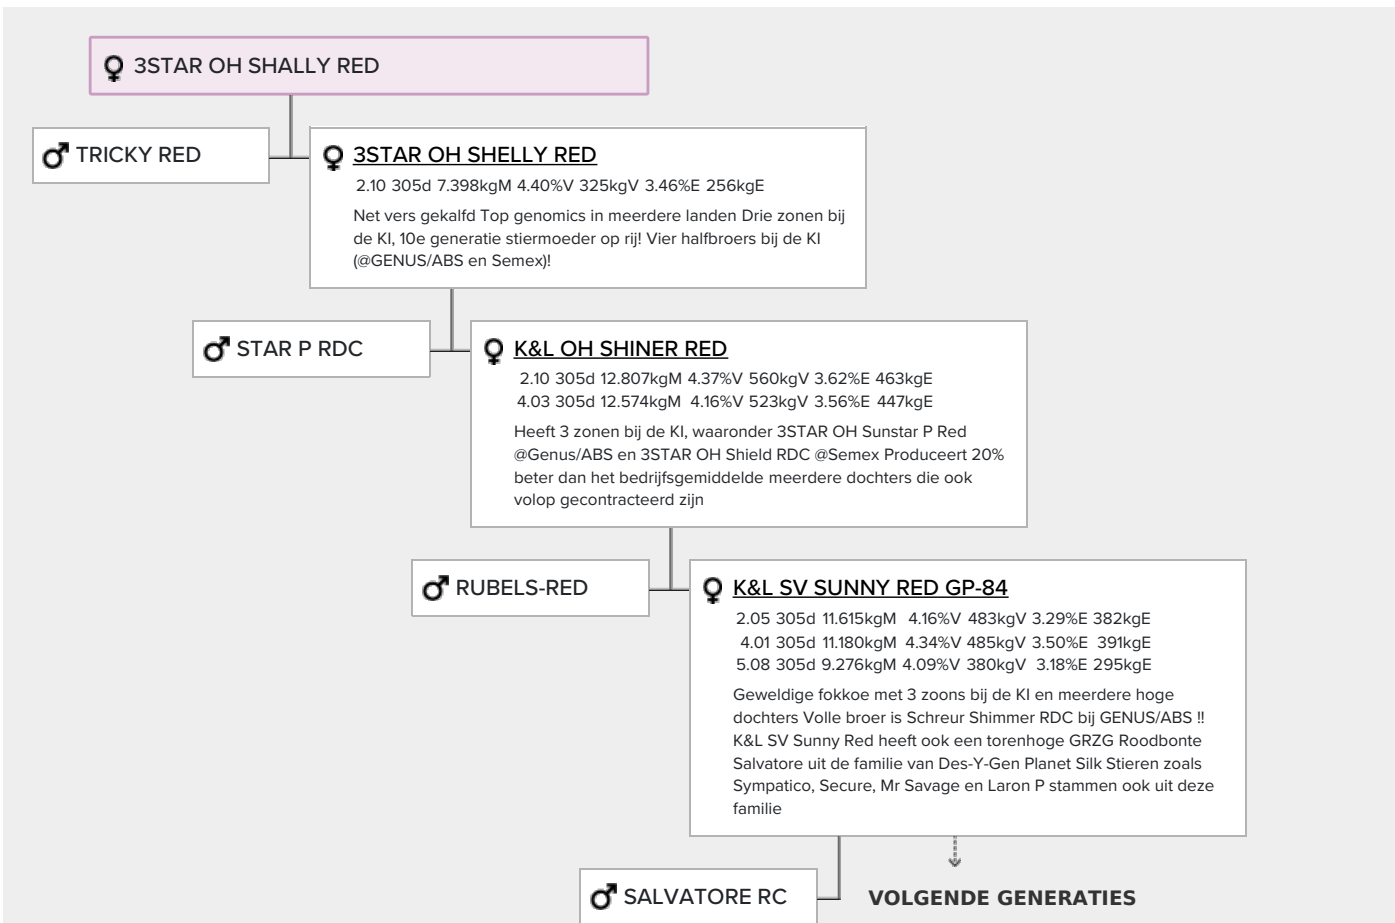 3STAR OH SHALLY RED
TRICKY RED
3STAR OH SHELLY RED
2.10 305d 7.398kgM 4.40%V 325kgV 3.46%E 256kgE
Net vers gekalfd Top genomics in meerdere landen Drie zonen bij
de KI, 10e generatie stiermoeder op rij! Vier halfbroers bij de KI
(@GENUS/ABS en Semex)!
STAR P RDC
K&L OH SHINER RED
2.10 305d 12.807kgM 4.37%V 560kgV 3.62%E 463kgE
4.03 305d 12.574kgM 4.16%V 523kgV 3.56%E 447kgE
Heeft 3 zonen bij de KI, waaronder 3STAR OH Sunstar P Red
@Genus/ABS en 3STAR OH Shield RDC @Semex Produceert 20%
beter dan het bedrijfsgemiddelde meerdere dochters die ook
volop gecontracteerd zijn
RUBELS-RED
K&L SV SUNNY RED GP-84
2.05 305d 11.615kgM 4.16%V 483kgV 3.29%E 382kgE
4.01 305d 11.180kgM 4.34%V 485kgV 3.50%E 391kgE
5.08 305d 9.276kgM 4.09%V 380kgV 3.18%E 295kgE
Geweldige fokkoe met 3 zoons bij de KI en meerdere hoge
dochters Volle broer is Schreur Shimmer RDC bij GENUS/ABS !!
K&L SV Sunny Red heeft ook een torenhoge GRZG Roodbonte
Salvatore uit de familie van Des-Y-Gen Planet Silk Stieren zoals
Sympatico, Secure, Mr Savage en Laron P stammen ook uit deze
familie
SALVATORE RC
VOLGENDE GENERATIES